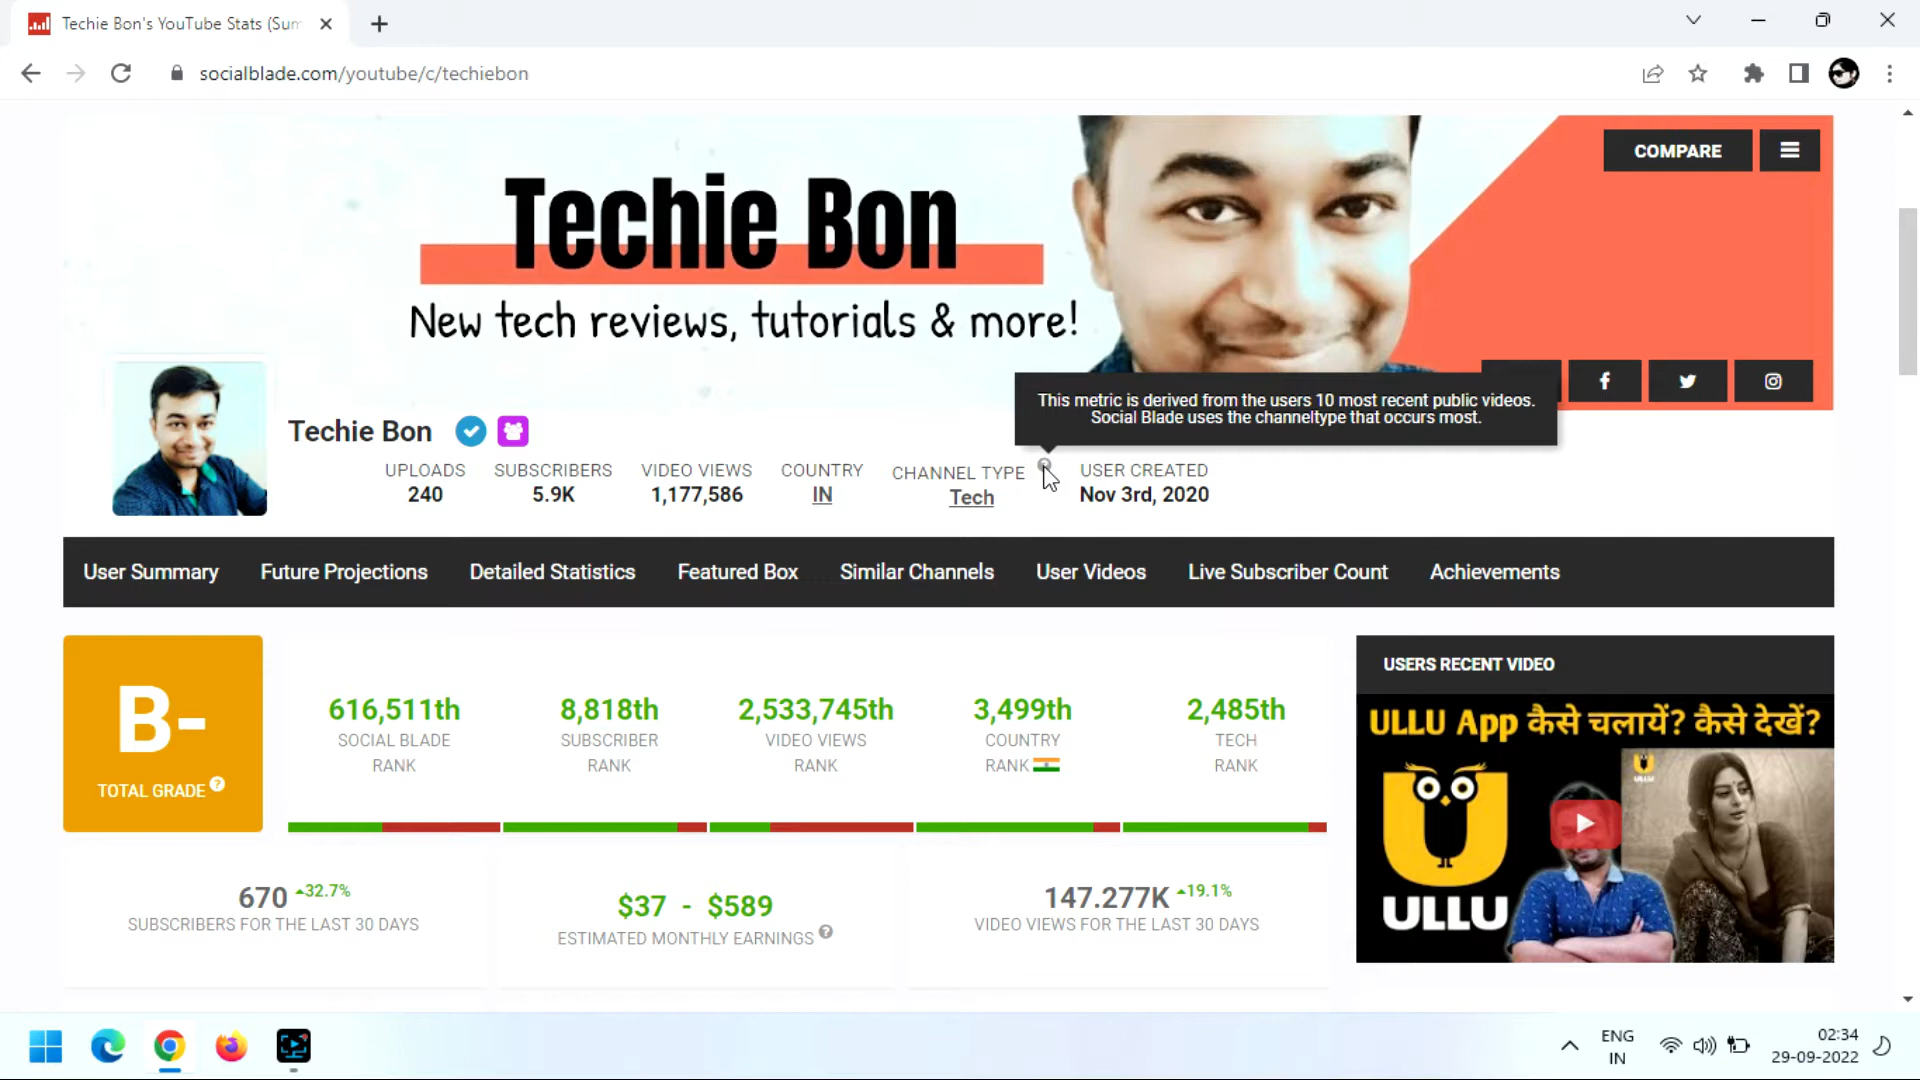 Techie Bon's YouTube Stats (Sum
socialblade.com/youtube/c/techiebon
COMPARE
Techie Bon
New tech reviews, tutorials & more!
This metric is derived from the users 10 most recent public videos.
Social Blade uses the channeltype that occurs most.
Techie Bon
UPLOADS
240
SUBSCRIBERS
5.9K
VIDEO VIEWS
1,177,586
COUNTRY
IN
CHANNEL TYPE
Tech
USER CREATED
Nov 3rd, 2020
User Summary
Future Projections
Detailed Statistics
Featured Box
Similar Channels
User Videos
Live Subscriber Count
Achievements
B-
TOTAL GRADE ?
616,511th
SOCIAL BLADE
RANK
8,818th
SUBSCRIBER
RANK
2,533,745th
VIDEO VIEWS
RANK
3,499th
COUNTRY
RANK
2,485th
TECH
RANK
670 32.7%
SUBSCRIBERS FOR THE LAST 30 DAYS
$37 - $589
ESTIMATED MONTHLY EARNINGS ?
147.277K 19.1%
VIDEO VIEWS FOR THE LAST 30 DAYS
USERS RECENT VIDEO
ULLU App कैसे चलायें? कैसे देखें?
ULLU
ENG
IN
02:34
29-09-2022